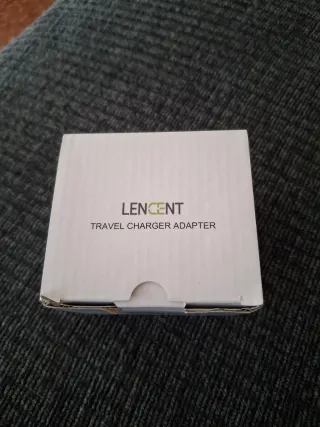 LENCENT
TRAVEL CHARGER ADAPTER